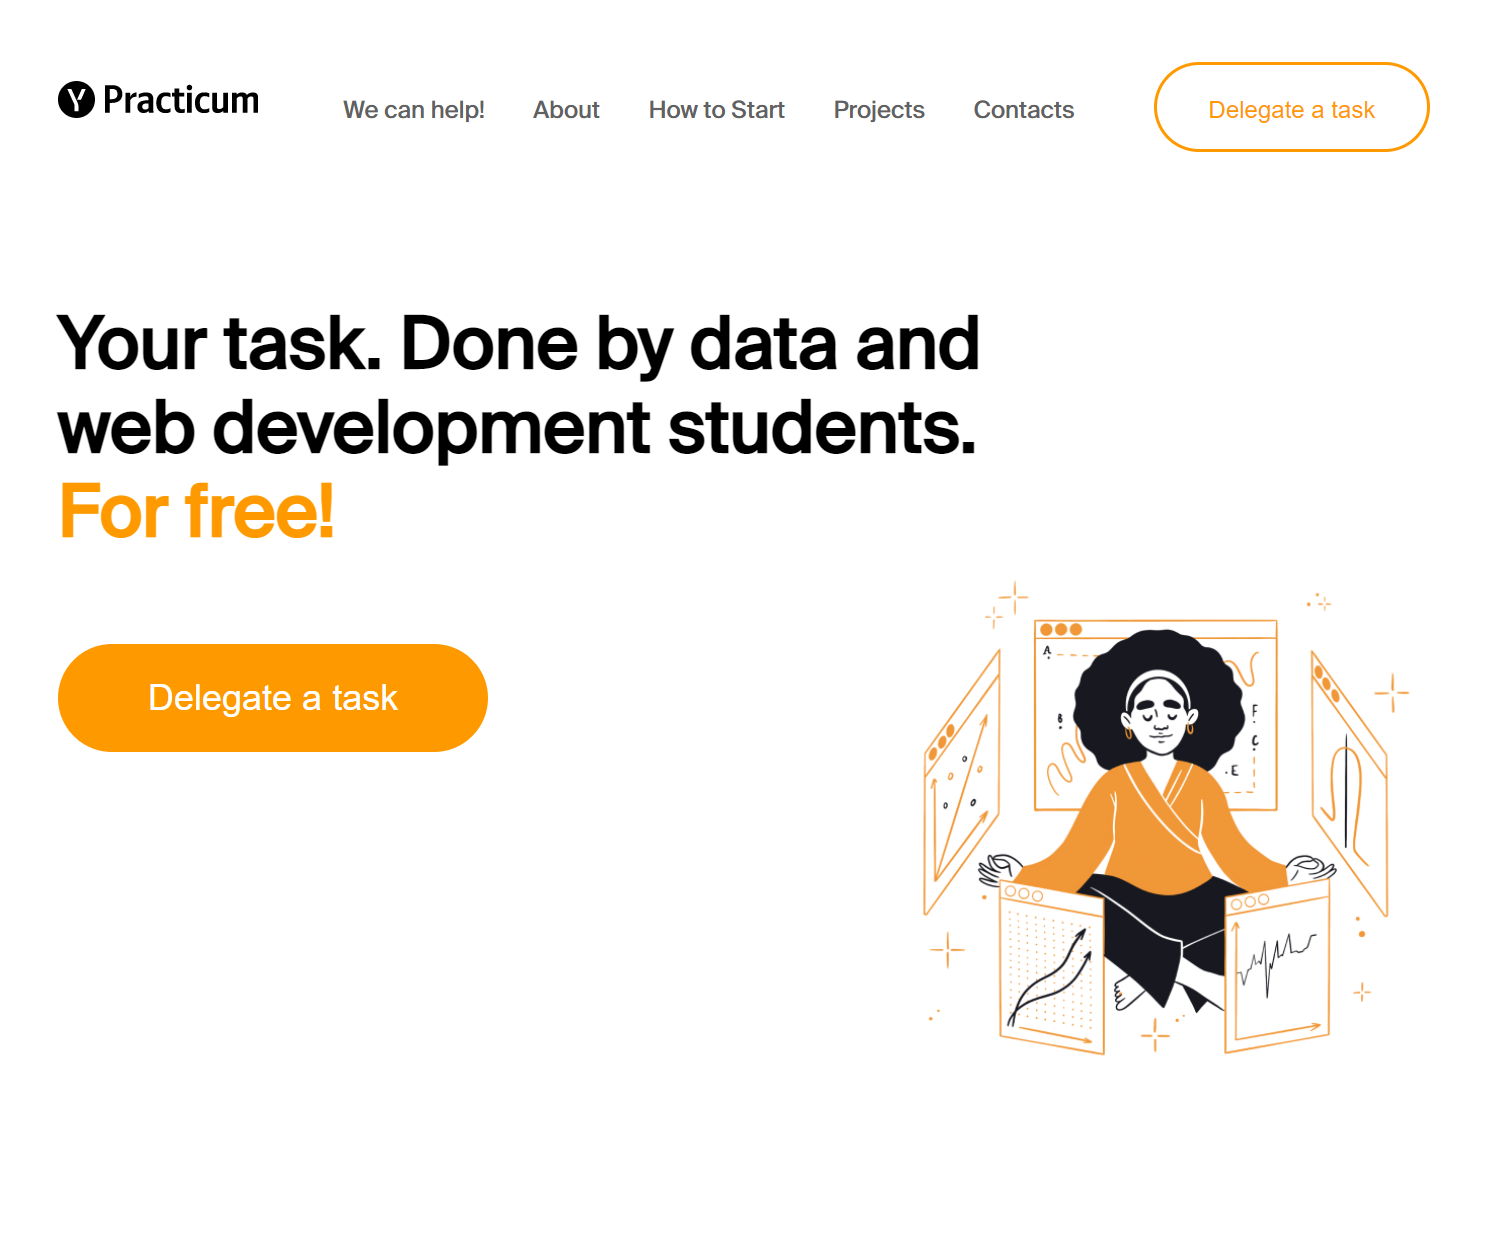 Y Practicum
We can help! About How to Start Projects Contacts
Delegate a task
Your task. Done by data and
web development students.
For free!
Delegate a task
A
B
F
C
E